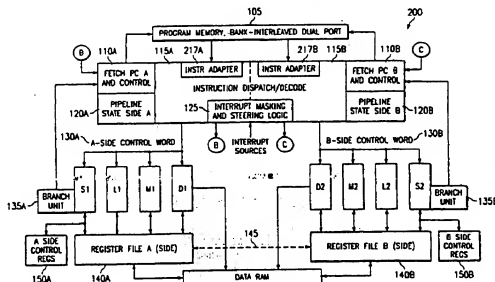 105
200
PROGRAM MEMORY, BANK-INTERLEAVED DUAL PORT
B
110A
115A
217A
217B
115B
110B
C
FETCH PC A AND CONTROL
INSTR ADAPTER
INSTR ADAPTER
FETCH PC B AND CONTROL
INSTRUCTION DISPATCH/DECODE
120A
PIPELINE STATE SIDE A
125
INTERRUPT MASKING AND STEERING LOGIC
PIPELINE STATE SIDE B
120B
130A
A-SIDE CONTROL WORD
B
INTERRUPT SOURCES
C
B-SIDE CONTROL WORD
130B
S1
L1
M1
D1
D2
M2
L2
S2
135A
BRANCH UNIT
BRANCH UNIT
135B
A SIDE CONTROL REGS
REGISTER FILE A (SIDE)
145
REGISTER FILE B (SIDE)
B SIDE CONTROL REGS
150A
140A
DATA RAM
140B
150B